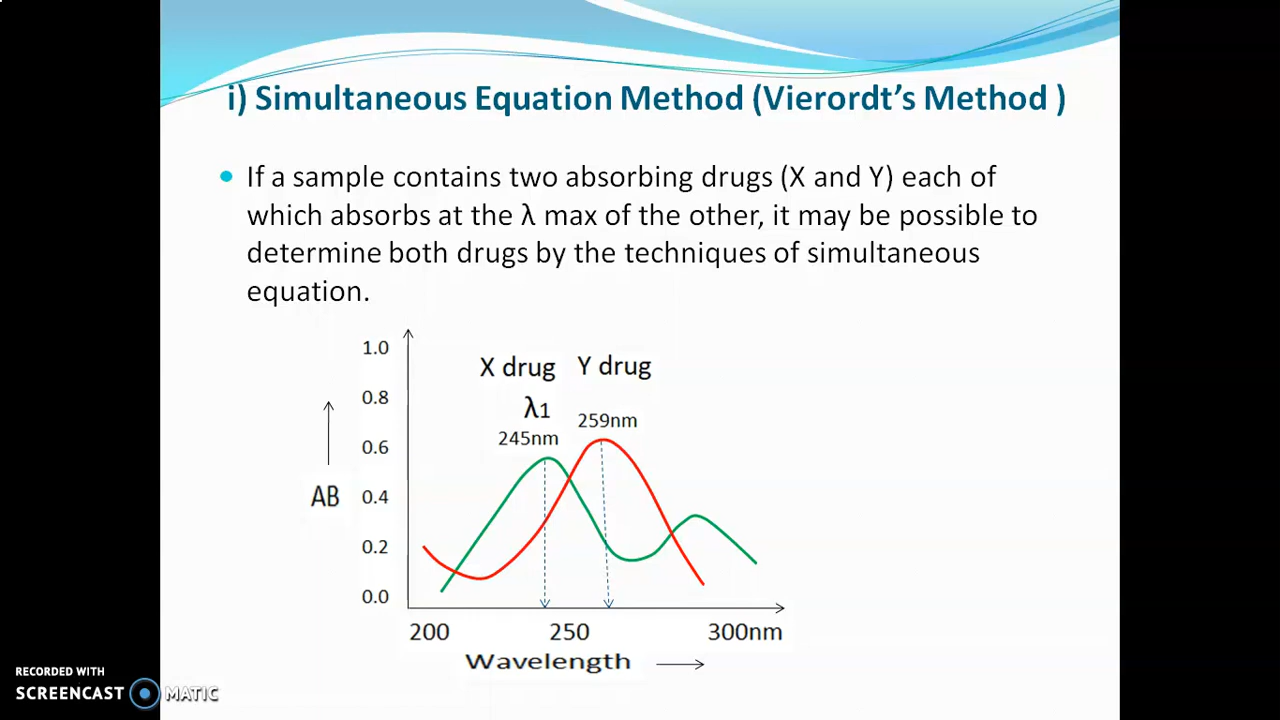 i) Simultaneous Equation Method (Vierordt’s Method )
If a sample contains two absorbing drugs (X and Y) each of
which absorbs at the λ max of the other, it may be possible to
determine both drugs by the techniques of simultaneous
equation.
1.0
X drug Y drug
0.8
λ1
259nm
245nm
0.6
AB
0.4
0.2
0.0
200 250 300nm
Wavelength
RECORDED WITH
SCREENCAST MATIC